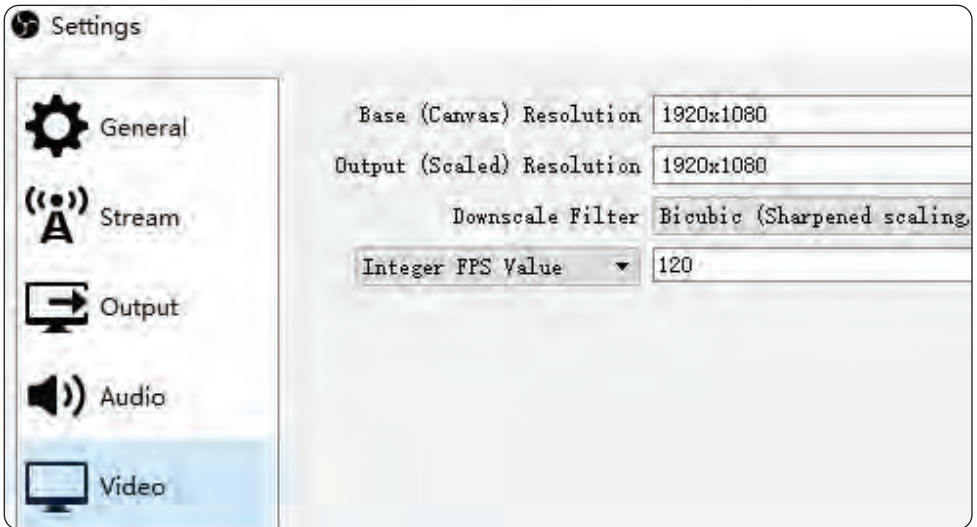 Settings
General
Stream
Output
Audio
Video
Base (Canvas) Resolution 1920x1080
Output (Scaled) Resolution 1920x1080
Downscale Filter Bicubic (Sharpened scaling,
Integer FPS Value 120